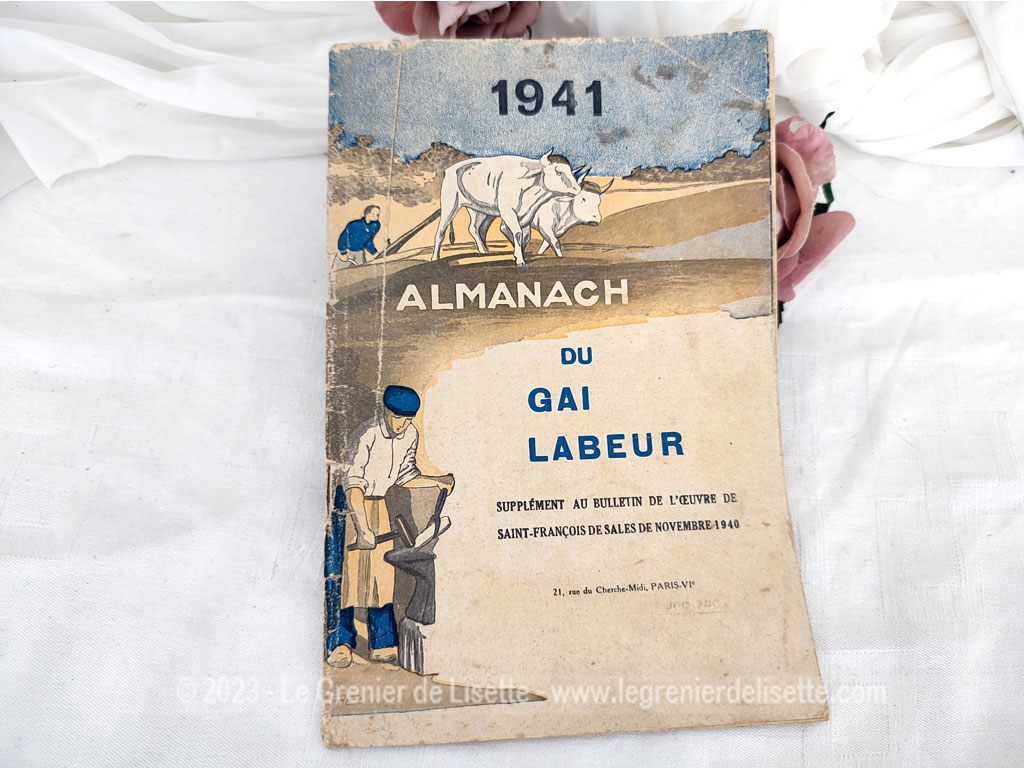 1941
ALMANACH
DU
GAI
LABEUR
SUPPLÉMENT AU BULLETIN DE L'ŒUVRE DE
SAINT-FRANÇOIS DE SALES DE NOVEMBRE 1940
21, rue du Cherche-Midi, PARIS-VIe
© 2023 - Le Grenier de Lisette - www.legrenierdelisette.com